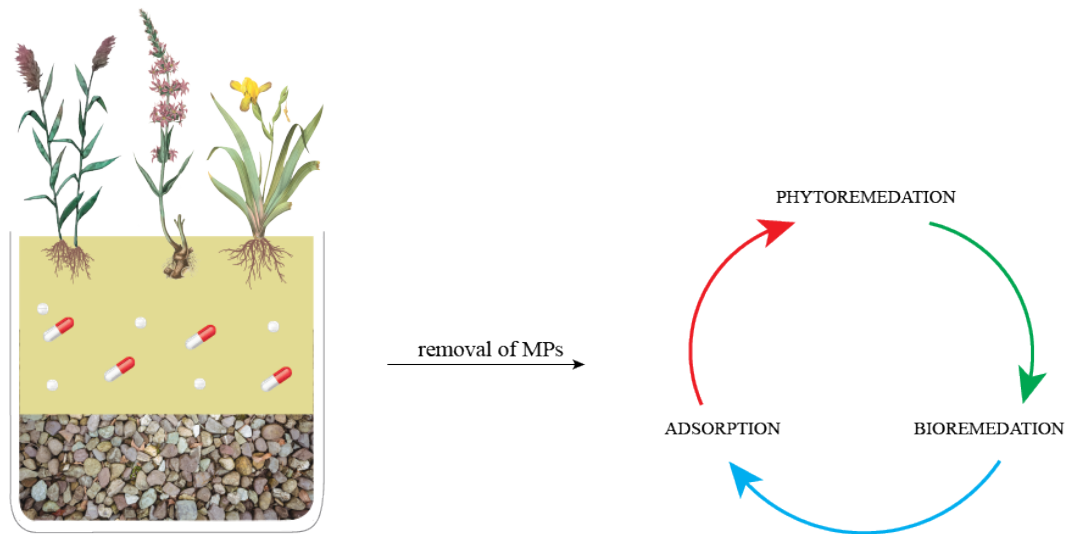 PHYTOREMEDATION
removal of MPs
ADSORPTION
BIOREMEDATION